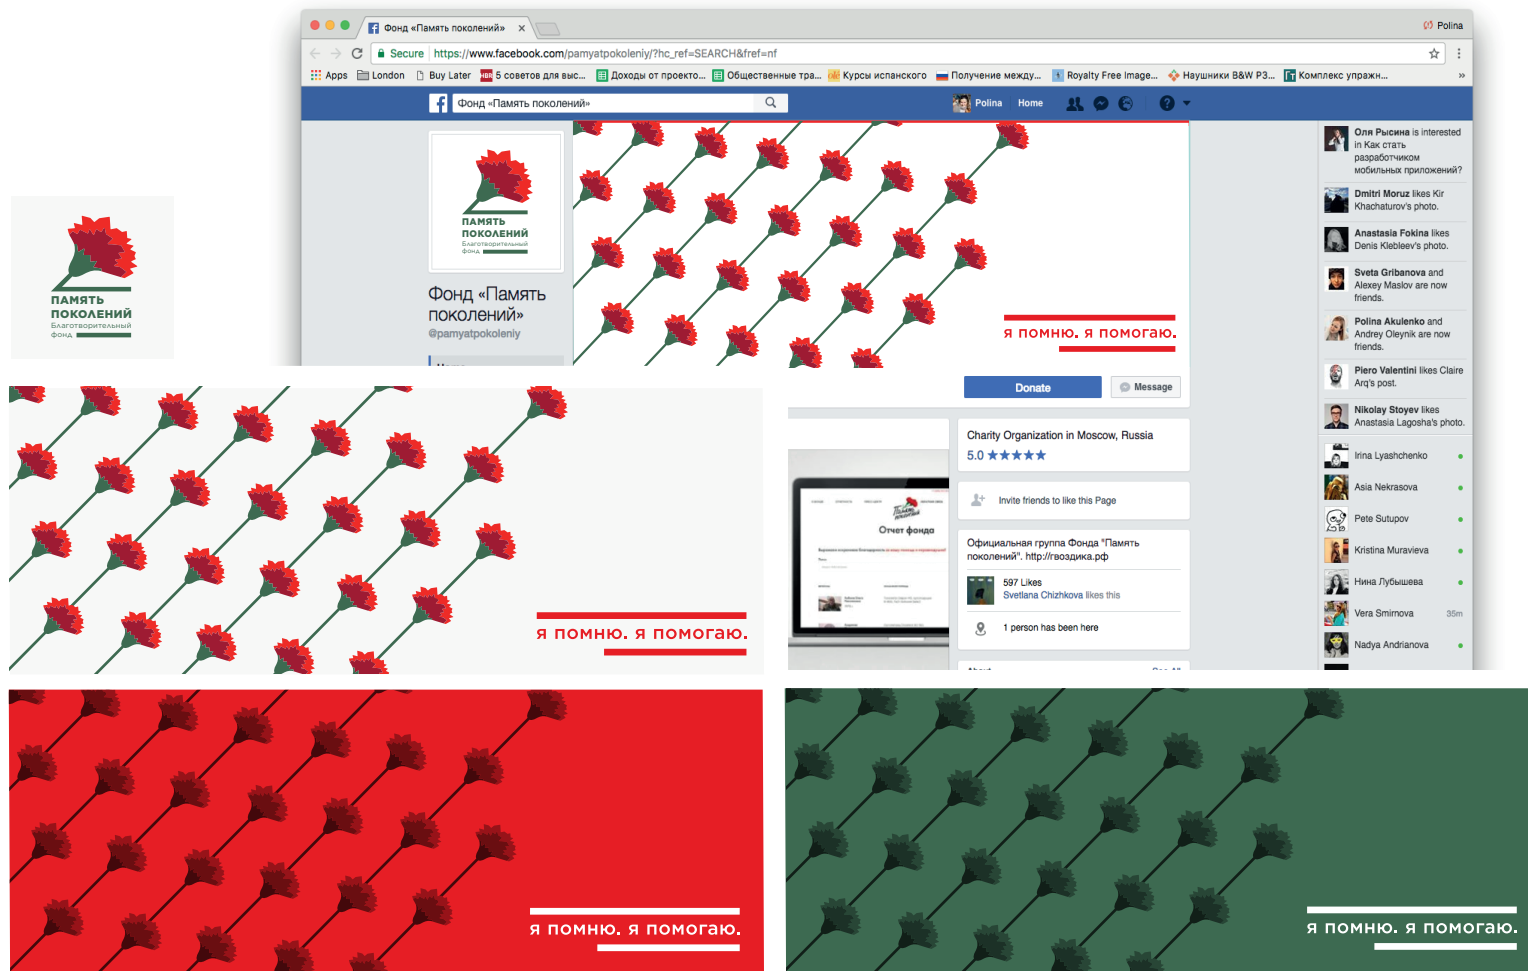 Фонд «Память поколений»
Polina
Secure https://www.facebook.com/pamyatpokoleniy/?hc_ref=SEARCH&fref=nf
Apps London Buy Later 5 советов для выс... Доходы от проекто... Общественные тра... Курсы испанского Получение между... Royalty Free Image... Наушники B&W P3... Комплекс упражн...
Фонд «Память поколений»
Polina Home
ПАМЯТЬ
ПОКОЛЕНИЙ
Благотворительный
фонд
Фонд «Память
поколений»
@pamyatpokoleniy
я помню. я помогаю.
Donate Message
Charity Organization in Moscow, Russia
5.0 ★★★★★
Invite friends to like this Page
Официальная группа Фонда "Память
поколений". http://гвоздика.рф
597 Likes
Svetlana Chizhkova likes this
1 person has been here
Отчет фонда
Оля Рысина is interested
in Как стать
разработчиком
мобильных приложений?
Dmitri Moruz likes Kir
Khachaturov's photo.
Anastasia Fokina likes
Denis Klebleev's photo.
Sveta Gribanova and
Alexey Maslov are now
friends.
Polina Akulenko and
Andrey Oleynik are now
friends.
Piero Valentini likes Claire
Arq's post.
Nikolay Stoyev likes
Anastasia Lagosha's photo.
Irina Lyashchenko
Asia Nekrasova
Pete Sutupov
Kristina Muravieva
Нина Лубышева
Vera Smirnova 35m
Nadya Andrianova
ПАМЯТЬ
ПОКОЛЕНИЙ
Благотворительный
фонд
я помню. я помогаю.
я помню. я помогаю.
я помню. я помогаю.